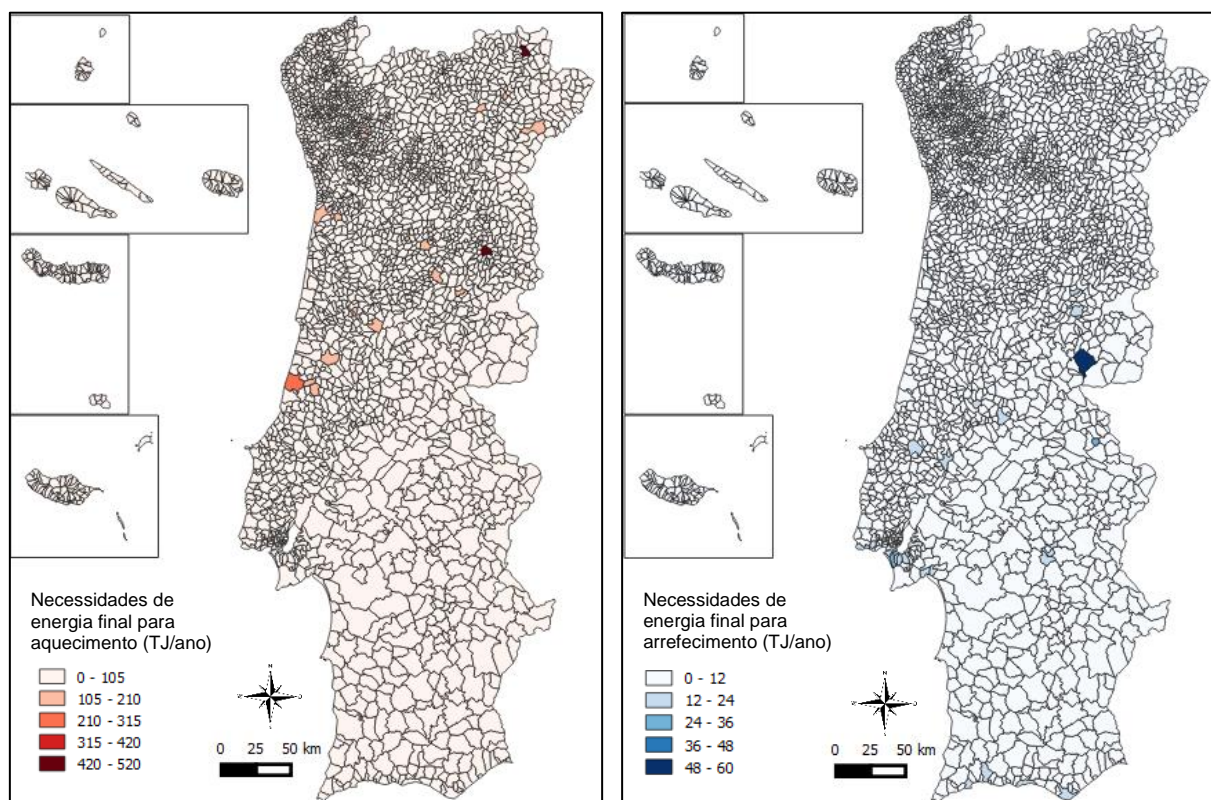 Necessidades de
energia final para
aquecimento (TJ/ano)
0 - 105
105 - 210
210 - 315
315 - 420
420 - 520
N
W
E
S
0 25 50 km
Necessidades de
energia final para
arrefecimento (TJ/ano)
0 - 12
12 - 24
24 - 36
36 - 48
48 - 60
N
W
E
S
0 25 50 km